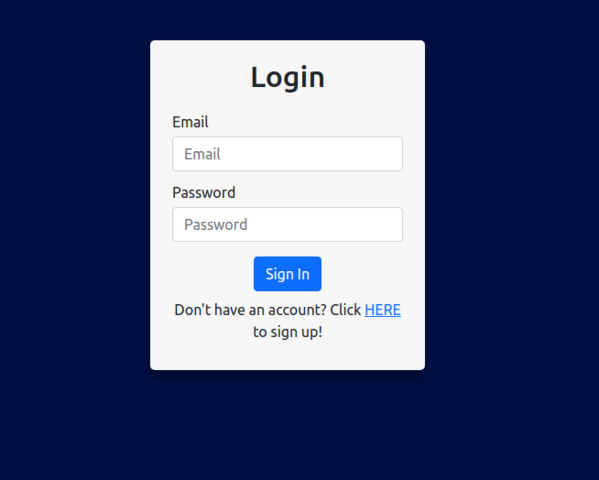 Login
Email
Email
Password
Password
Sign In
Don't have an account? Click HERE
to sign up!